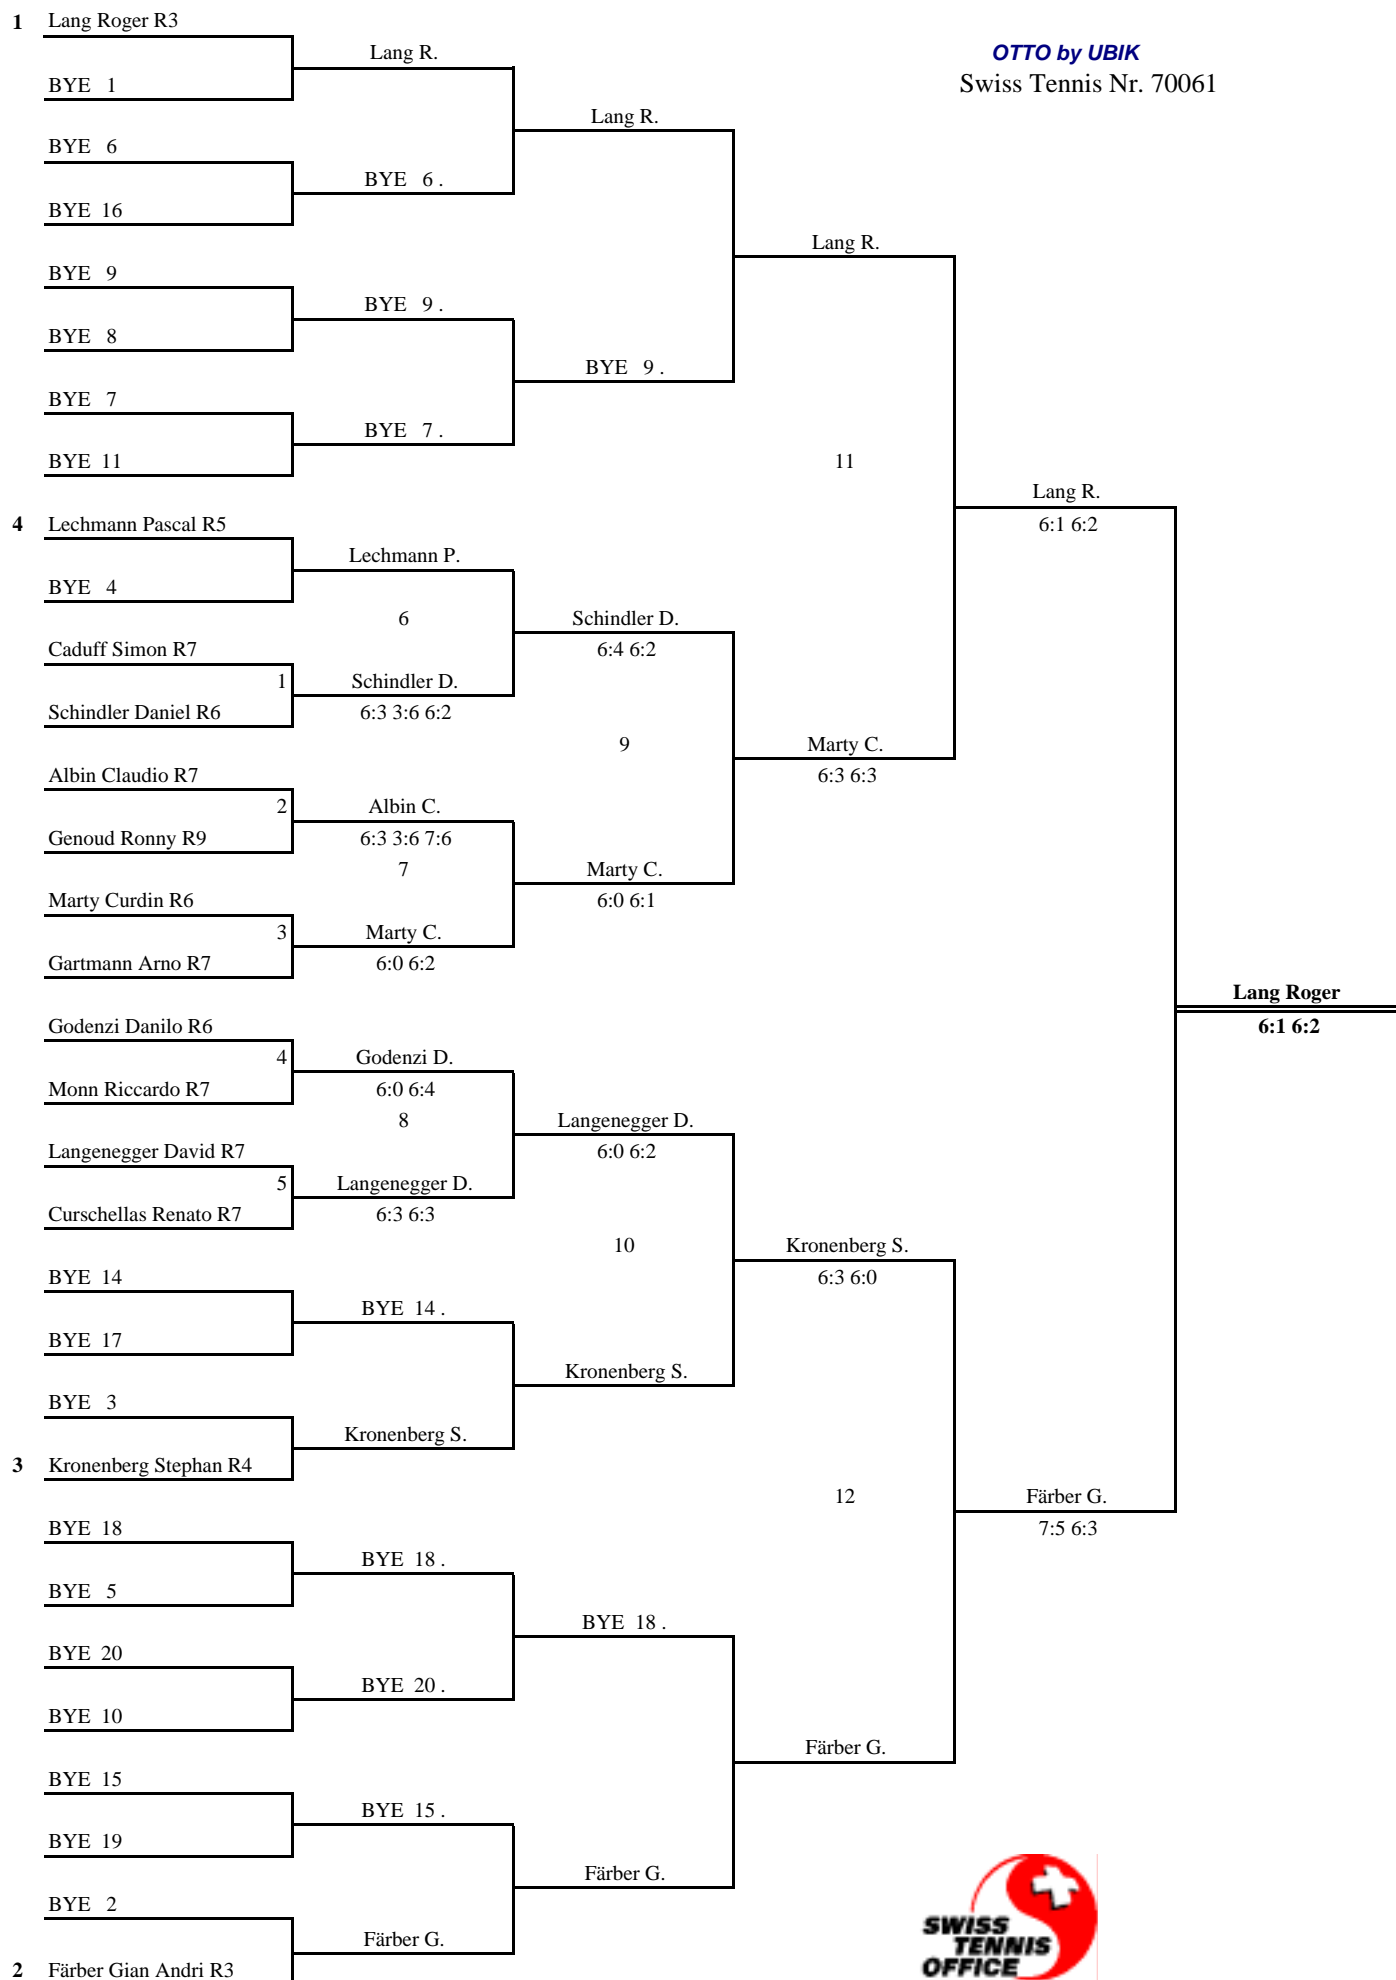 1 Lang Roger R3
Lang R.
OTTO by UBIK
BYE 1
Swiss Tennis Nr. 70061
Lang R.
BYE 6
BYE 6 .
BYE 16
Lang R.
BYE 9
BYE 9 .
BYE 8
BYE 9 .
BYE 7
BYE 7 .
BYE 11
11
Lang R.
4 Lechmann Pascal R5
6:1 6:2
Lechmann P.
BYE 4
6
Schindler D.
Caduff Simon R7
6:4 6:2
1
Schindler D.
Schindler Daniel R6
6:3 3:6 6:2
9
Marty C.
Albin Claudio R7
6:3 6:3
2
Albin C.
Genoud Ronny R9
6:3 3:6 7:6
7
Marty C.
Marty Curdin R6
6:0 6:1
3
Marty C.
Gartmann Arno R7
6:0 6:2
Lang Roger
Godenzi Danilo R6
6:1 6:2
4
Godenzi D.
Monn Riccardo R7
6:0 6:4
8
Langenegger D.
Langenegger David R7
6:0 6:2
5
Langenegger D.
Curschellas Renato R7
6:3 6:3
10
Kronenberg S.
BYE 14
6:3 6:0
BYE 14 .
BYE 17
Kronenberg S.
BYE 3
Kronenberg S.
3 Kronenberg Stephan R4
12
Färber G.
BYE 18
7:5 6:3
BYE 18 .
BYE 5
BYE 18 .
BYE 20
BYE 20 .
BYE 10
Färber G.
BYE 15
BYE 15 .
BYE 19
Färber G.
BYE 2
SWISS
TENNIS
OFFICE
Färber G.
2 Färber Gian Andri R3